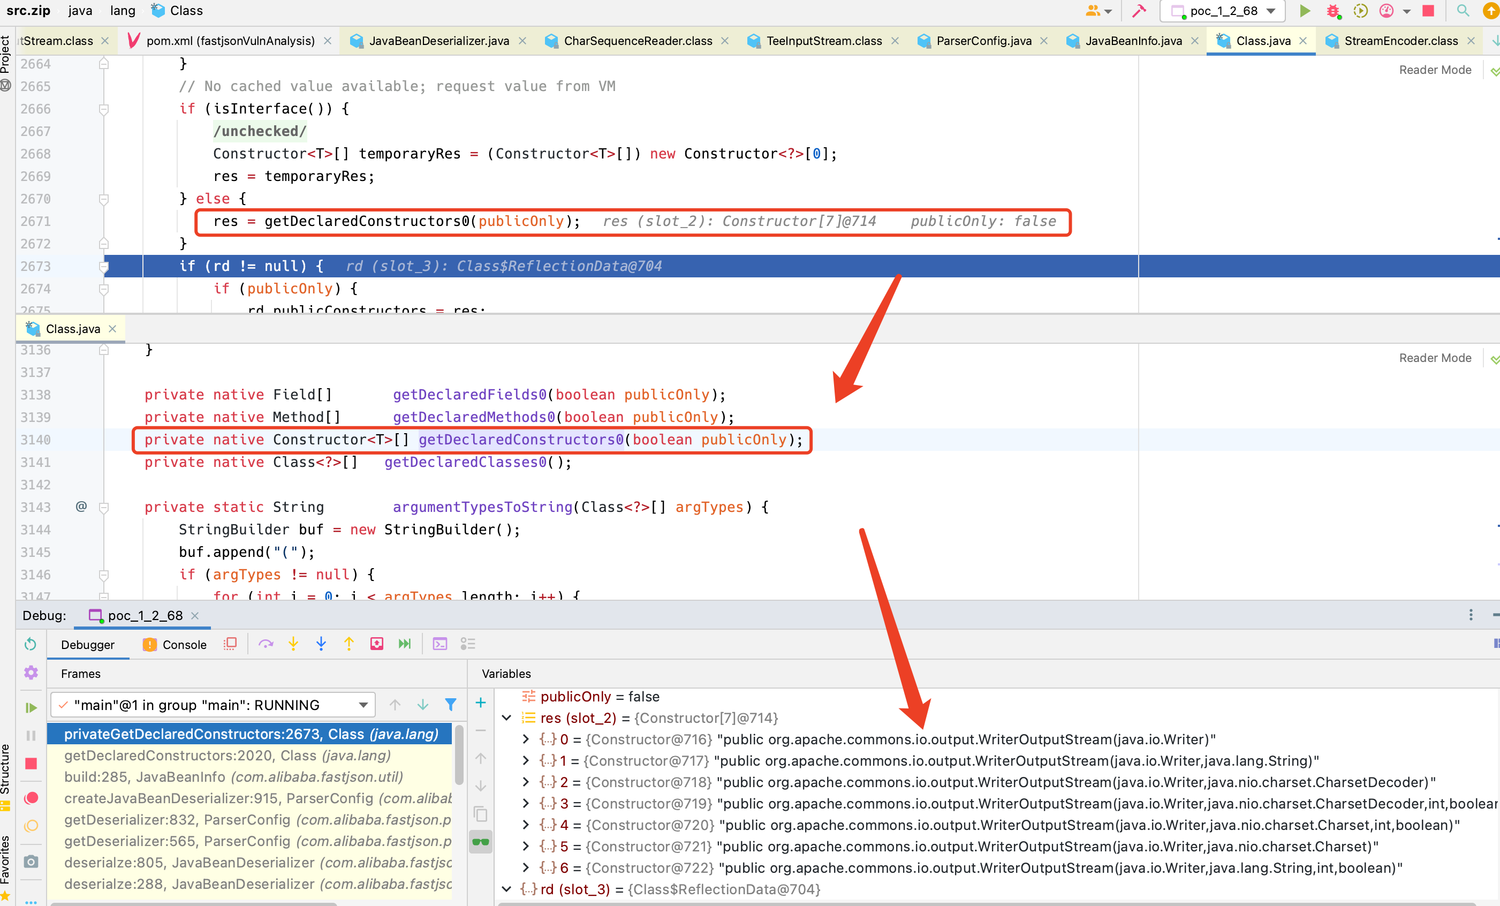 src.zip java lang Class
poc_1_2_68
tStream.class pom.xml (fastjsonVulnAnalysis) JavaBeanDeserializer.java CharSequenceReader.class TeeInputStream.class ParserConfig.java JavaBeanInfo.java Class.java StreamEncoder.class
Project
Reader Mode
2664 }
2665 // No cached value available; request value from VM
2666 if (isInterface()) {
2667 /unchecked/
2668 Constructor<T>[] temporaryRes = (Constructor<T>[]) new Constructor<?>[0];
2669 res = temporaryRes;
2670 } else {
2671 res = getDeclaredConstructors0(publicOnly); res (slot_2): Constructor[7]@714 publicOnly: false
2672 }
2673 if (rd != null) { rd (slot_3): Class$ReflectionData@704
2674 if (publicOnly) {
2675 rd.publicConstructors = res;
Class.java
Reader Mode
3136 }
3137
3138 private native Field[] getDeclaredFields0(boolean publicOnly);
3139 private native Method[] getDeclaredMethods0(boolean publicOnly);
3140 private native Constructor<T>[] getDeclaredConstructors0(boolean publicOnly);
3141 private native Class<?>[] getDeclaredClasses0();
3142
3143 @ private static String argumentTypesToString(Class<?>[] argTypes) {
3144 StringBuilder buf = new StringBuilder();
3145 buf.append("(");
3146 if (argTypes != null) {
3147 for (int i = 0; i < argTypes.length; i++) {
Debug: poc_1_2_68
Debugger Console
Frames
"main"@1 in group "main": RUNNING
privateGetDeclaredConstructors:2673, Class (java.lang)
getDeclaredConstructors:2020, Class (java.lang)
build:285, JavaBeanInfo (com.alibaba.fastjson.util)
createJavaBeanDeserializer:915, ParserConfig (com.alibab
getDeserializer:832, ParserConfig (com.alibaba.fastjson.p
getDeserializer:565, ParserConfig (com.alibaba.fastjson.p
deserialze:805, JavaBeanDeserializer (com.alibaba.fastjsc
deserialze:288, JavaBeanDeserializer (com.alibaba.fastjsc
Variables
publicOnly = false
res (slot_2) = {Constructor[7]@714}
0 = {Constructor@716} "public org.apache.commons.io.output.WriterOutputStream(java.io.Writer)"
1 = {Constructor@717} "public org.apache.commons.io.output.WriterOutputStream(java.io.Writer,java.lang.String)"
2 = {Constructor@718} "public org.apache.commons.io.output.WriterOutputStream(java.io.Writer,java.nio.charset.CharsetDecoder)"
3 = {Constructor@719} "public org.apache.commons.io.output.WriterOutputStream(java.io.Writer,java.nio.charset.CharsetDecoder,int,boolean
4 = {Constructor@720} "public org.apache.commons.io.output.WriterOutputStream(java.io.Writer,java.nio.charset.Charset,int,boolean)"
5 = {Constructor@721} "public org.apache.commons.io.output.WriterOutputStream(java.io.Writer,java.nio.charset.Charset)"
6 = {Constructor@722} "public org.apache.commons.io.output.WriterOutputStream(java.io.Writer,java.lang.String,int,boolean)"
rd (slot_3) = {Class$ReflectionData@704}
Structure
Favorites